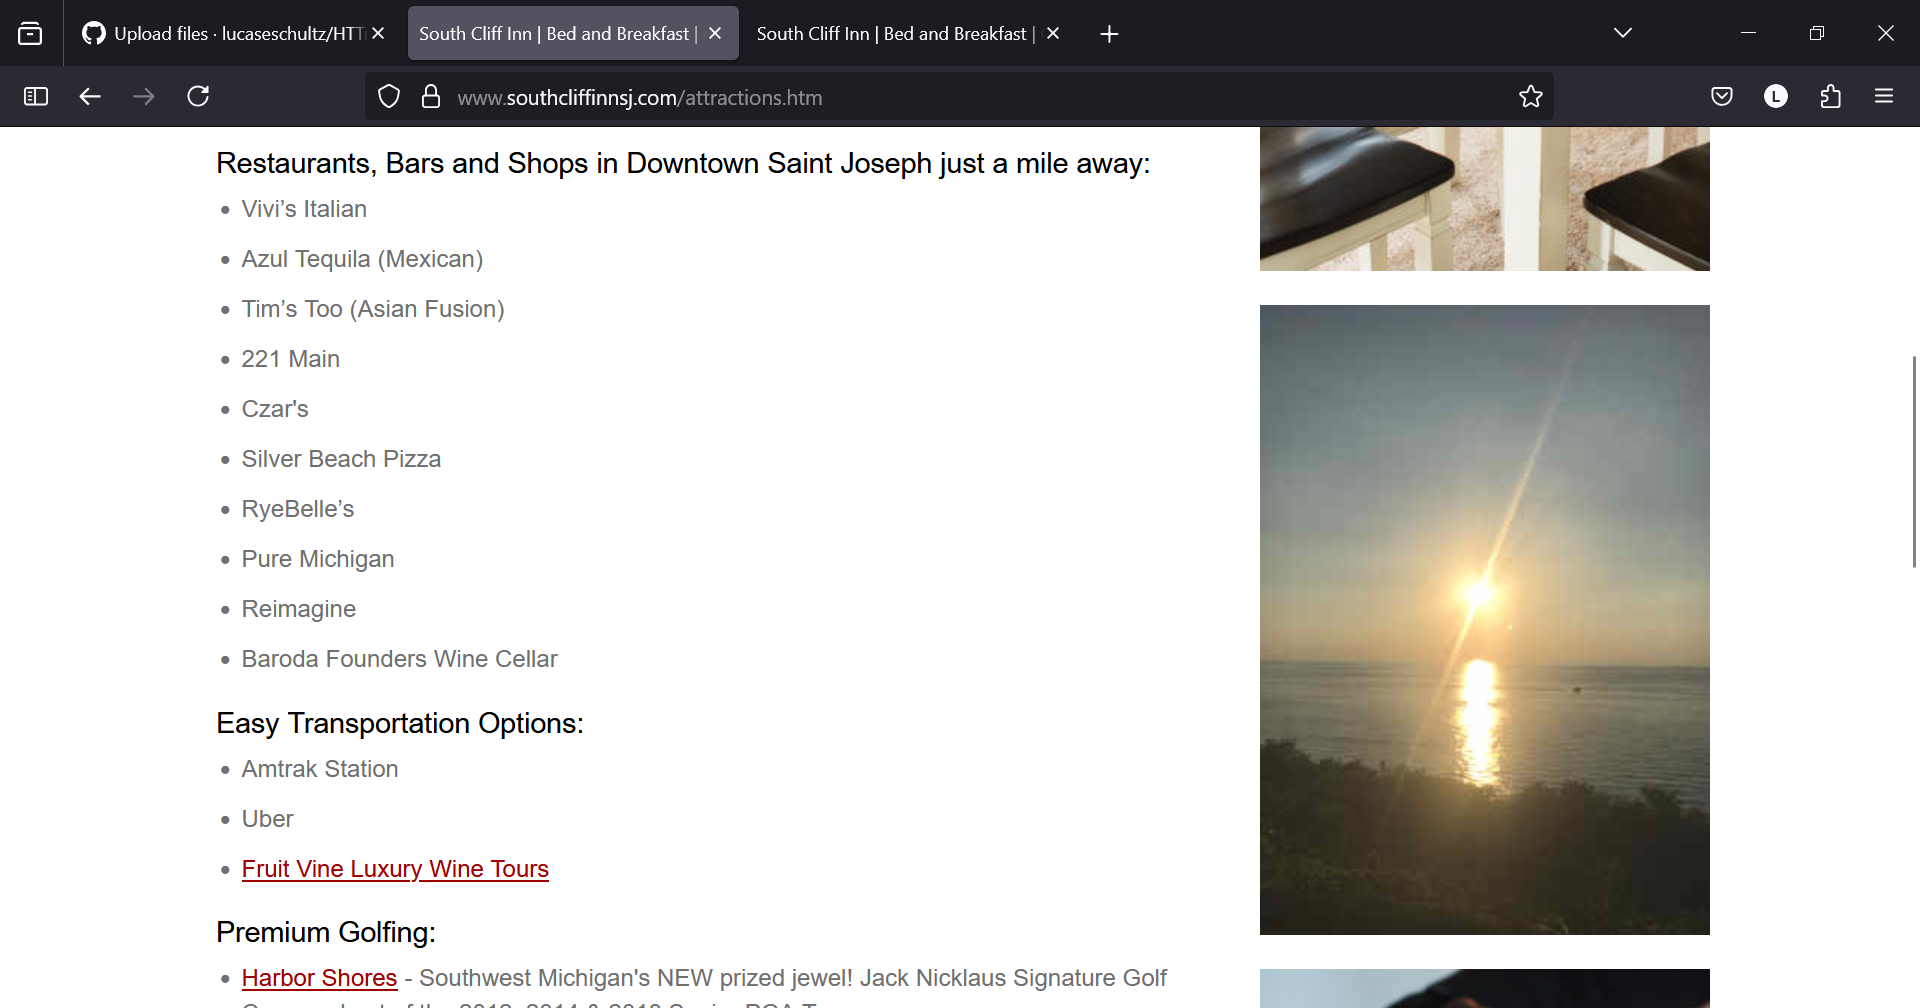 Upload files · lucaseschultz/HTT
South Cliff Inn | Bed and Breakfast |
South Cliff Inn | Bed and Breakfast |
www.southcliffinnsj.com/attractions.htm
L
Restaurants, Bars and Shops in Downtown Saint Joseph just a mile away:
• Vivi’s Italian
• Azul Tequila (Mexican)
• Tim’s Too (Asian Fusion)
• 221 Main
• Czar's
• Silver Beach Pizza
• RyeBelle’s
• Pure Michigan
• Reimagine
• Baroda Founders Wine Cellar
Easy Transportation Options:
• Amtrak Station
• Uber
• Fruit Vine Luxury Wine Tours
Premium Golfing:
• Harbor Shores - Southwest Michigan's NEW prized jewel! Jack Nicklaus Signature Golf